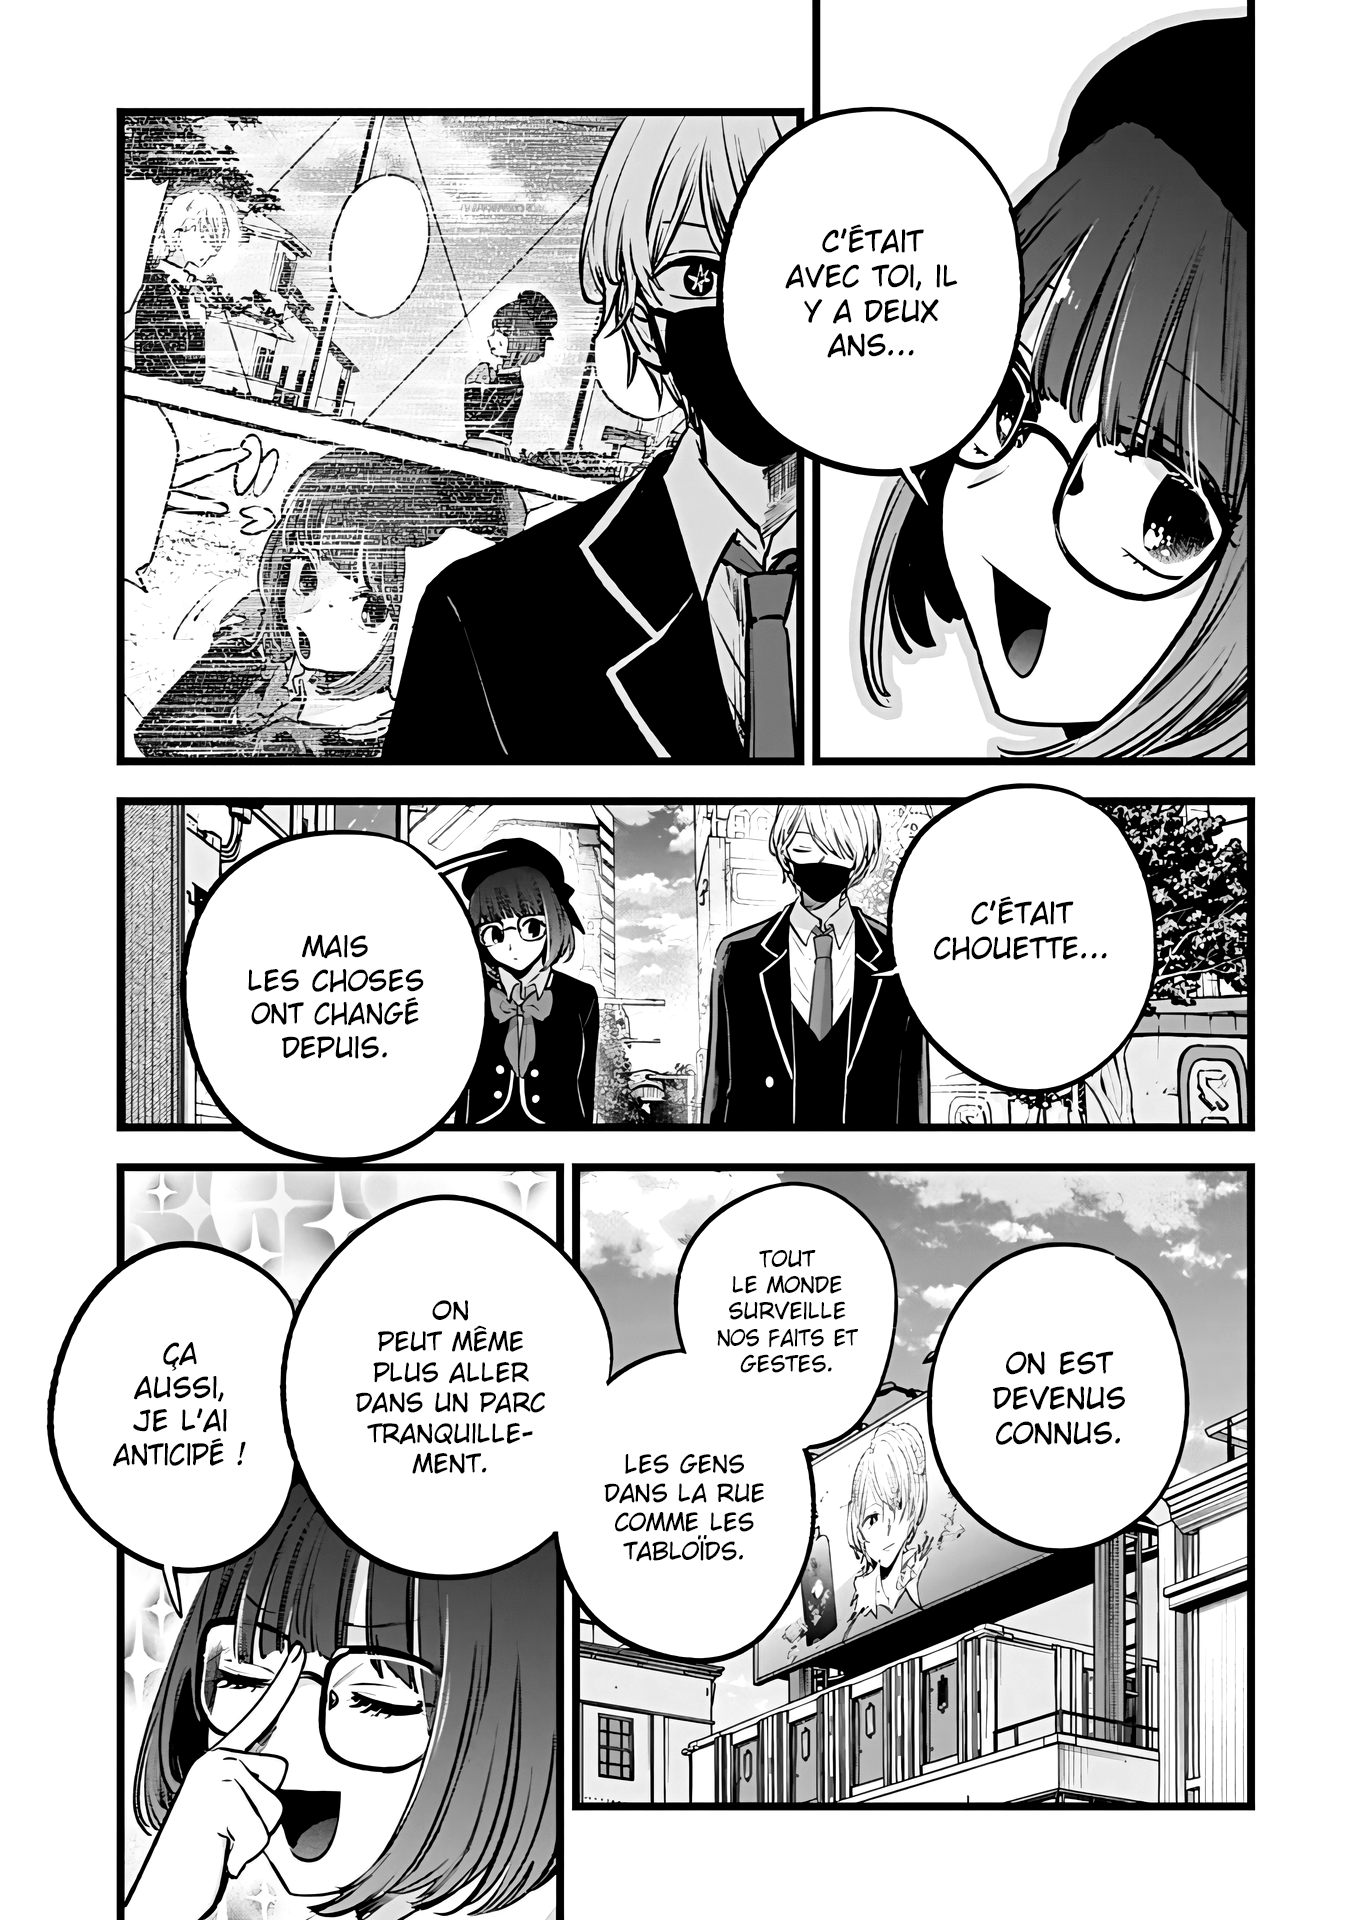 C'ÉTAIT
AVEC TOI, IL
Y A DEUX
ANS...
C'ÉTAIT
CHOUETTE...
MAIS
LES CHOSES
ONT CHANGÉ
DEPUIS.
ON EST
DEVENUS
CONNUS.
TOUT
LE MONDE
SURVEILLE
NOS FAITS ET
GESTES.
LES GENS
DANS LA RUE
COMME LES
TABLOÏDS.
ON
PEUT MÊME
PLUS ALLER
DANS UN PARC
TRANQUILLE-
MENT.
ÇA
AUSSI,
JE L'AI
ANTICIPÉ !